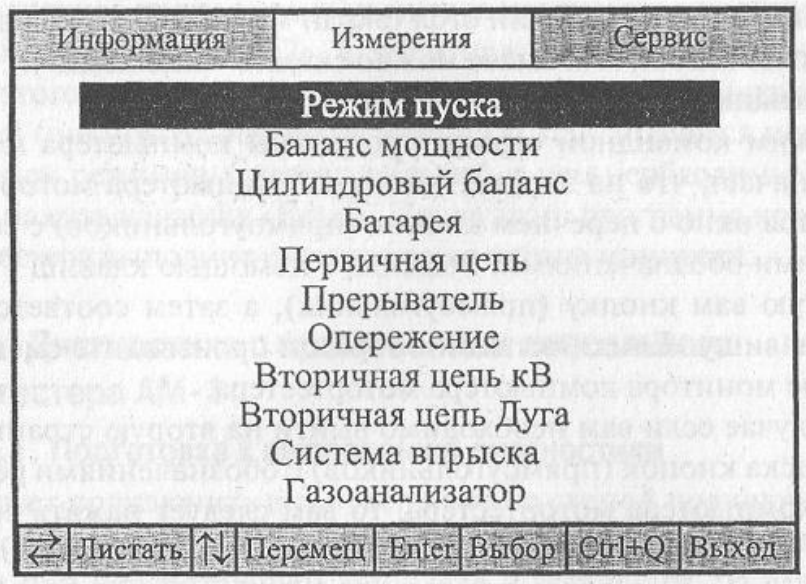 Информация Измерения Сервис
Режим пуска
Баланс мощности
Цилиндровый баланс
Батарея
Первичная цепь
Прерыватель
Опережение
Вторичная цепь кВ
Вторичная цепь Дуга
Система впрыска
Газоанализатор
⇄ Листать ↑↓ Перемещ Enter Выбор Ctrl+Q Выход